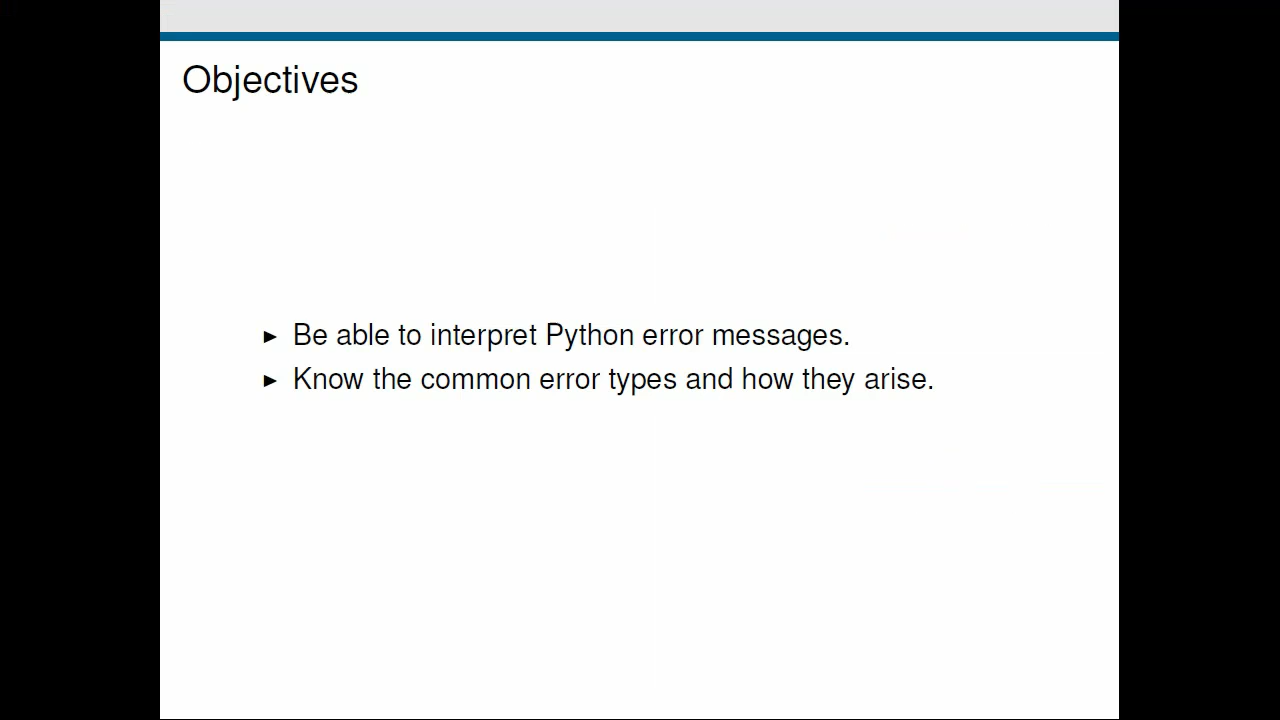 Objectives
► Be able to interpret Python error messages.
► Know the common error types and how they arise.